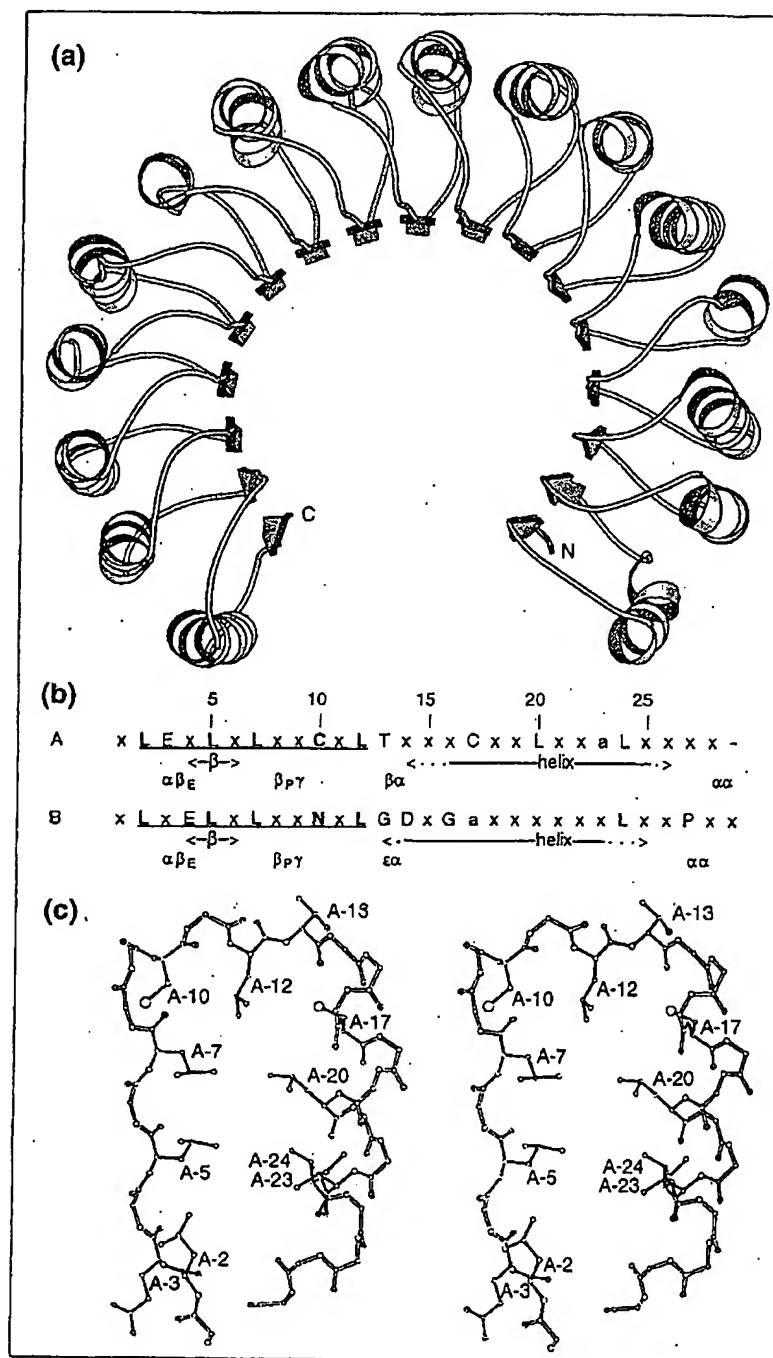 (a)
C
N
(b)
5 10 15 20 25
A x L E x L x L x x C x L T x x x C x x L x x a L x x x x -
<-β-> <···helix···>
αβE βPγ βα αα
B x L x E L x L x x N x L G D x G a x x x x x x L x x P x x
<-β-> <···helix···>
αβE βPγ εα αα
(c)
A-13 A-13
A-10 A-12 A-10 A-12
A-17 A-17
A-7 A-7
A-20 A-20
A-5 A-24 A-5 A-24
A-23 A-23
A-2 A-2
A-3 A-3